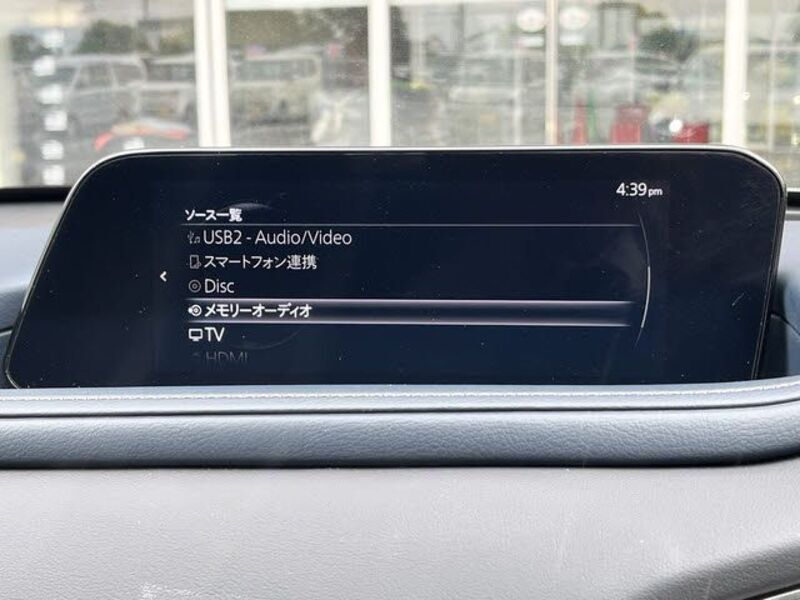 4:39pm
ソース一覧
USB2 - Audio/Video
スマートフォン連携
Disc
メモリーオーディオ
TV
HDMI